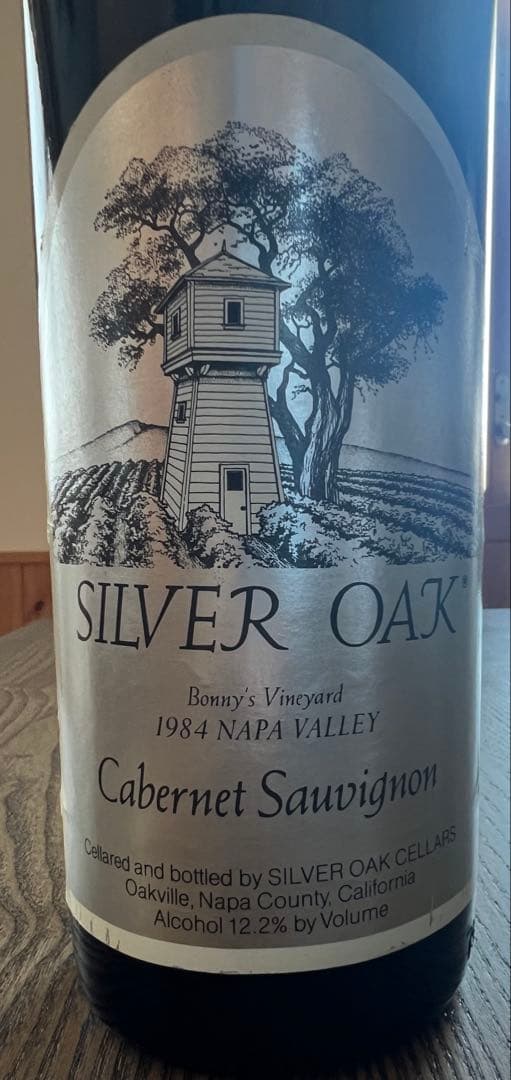 SILVER OAK®
Bonny's Vineyard
1984 NAPA VALLEY
Cabernet Sauvignon
Cellared and bottled by SILVER OAK CELLARS
Oakville, Napa County, California
Alcohol 12.2% by Volume